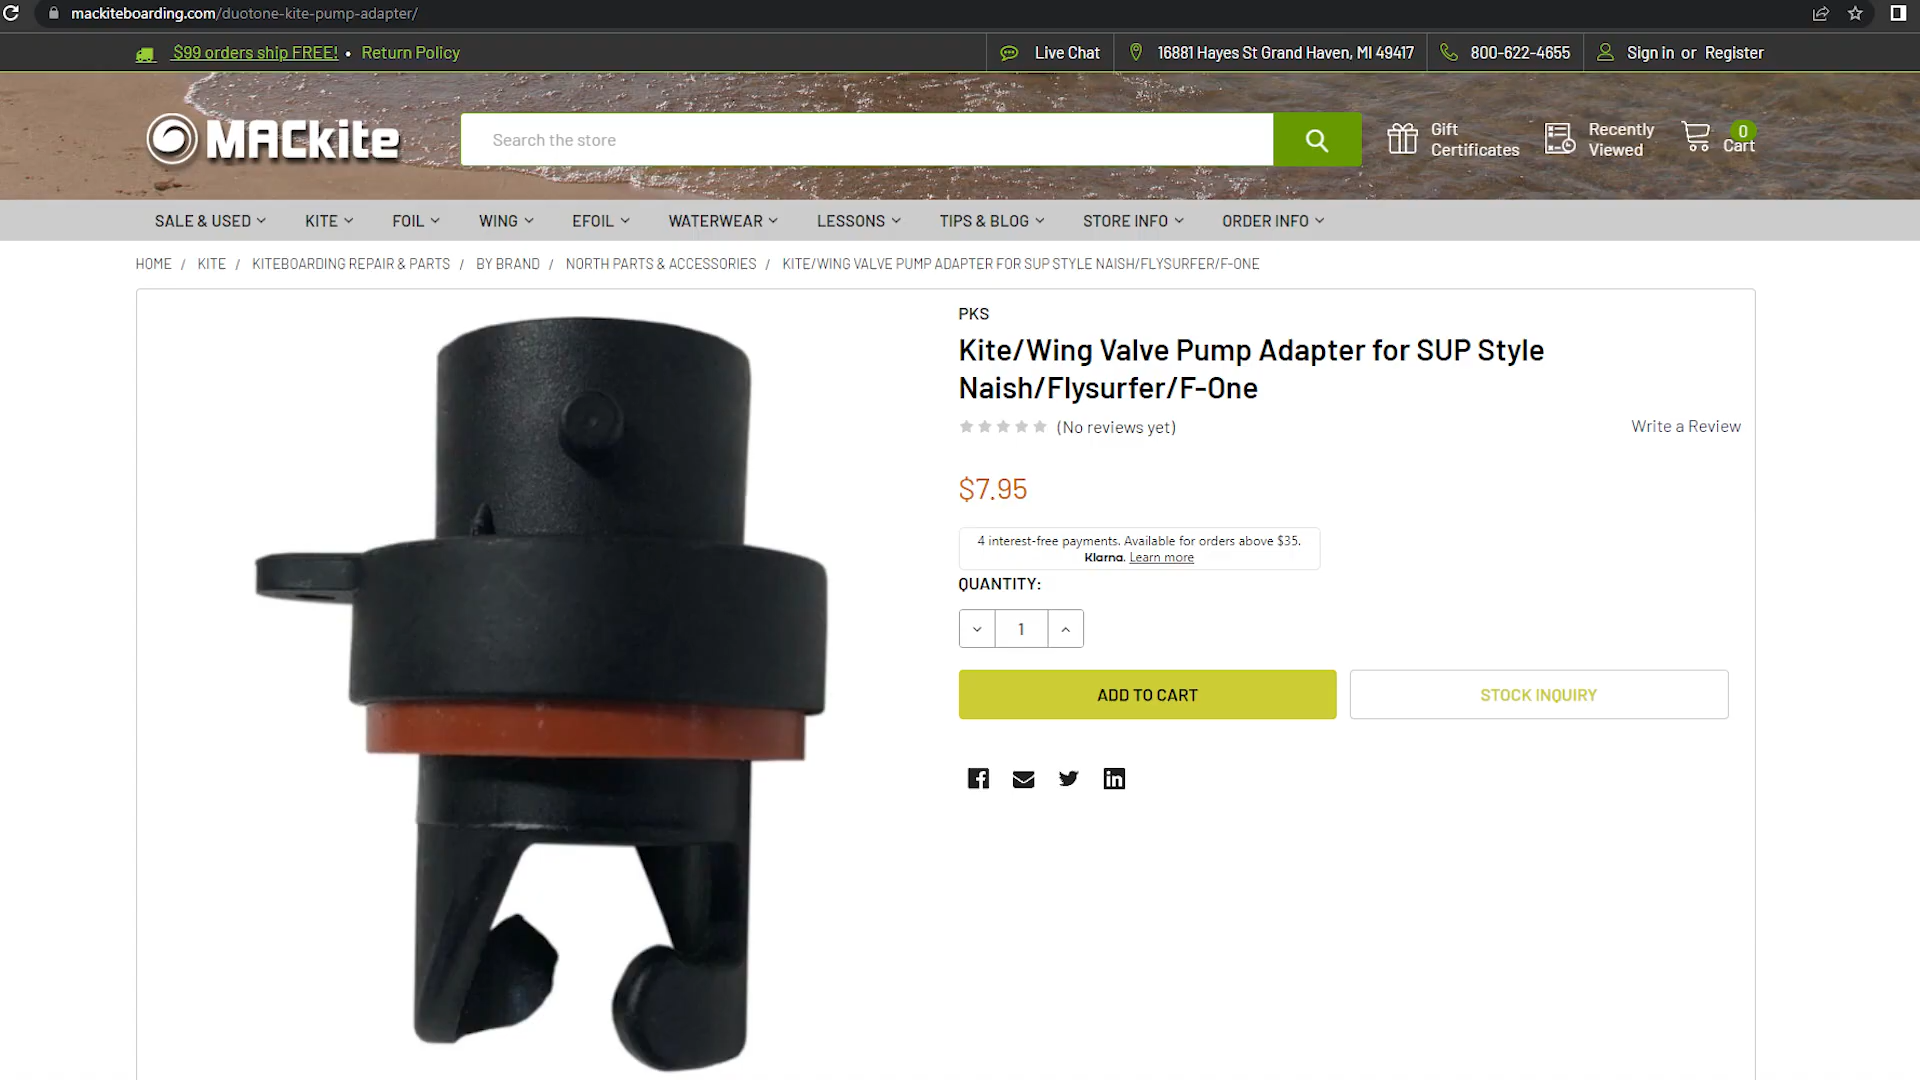 mackiteboarding.com/duotone-kite-pump-adapter/
$99 orders ship FREE! • Return Policy
Live Chat
16881 Hayes St Grand Haven, MI 49417
800-622-4655
Sign in or Register
MACkite
Search the store
Gift Certificates
Recently Viewed
0
Cart
SALE & USED KITE FOIL WING EFOIL WATERWEAR LESSONS TIPS & BLOG STORE INFO ORDER INFO
HOME / KITE / KITEBOARDING REPAIR & PARTS / BY BRAND / NORTH PARTS & ACCESSORIES / KITE/WING VALVE PUMP ADAPTER FOR SUP STYLE NAISH/FLYSURFER/F-ONE
PKS
Kite/Wing Valve Pump Adapter for SUP Style
Naish/Flysurfer/F-One
(No reviews yet)
Write a Review
$7.95
4 interest-free payments. Available for orders above $35.
Klarna. Learn more
QUANTITY:
1
ADD TO CART
STOCK INQUIRY